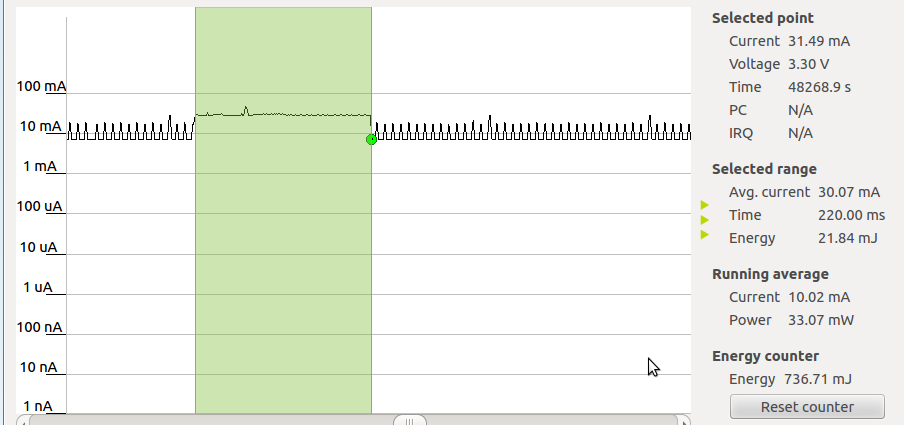 100 mA
10 mA
1 mA
100 uA
10 uA
1 uA
100 nA
10 nA
1 nA
Selected point
Current 31.49 mA
Voltage 3.30 V
Time 48268.9 s
PC N/A
IRQ N/A
Selected range
Avg. current 30.07 mA
Time 220.00 ms
Energy 21.84 mJ
Running average
Current 10.02 mA
Power 33.07 mW
Energy counter
Energy 736.71 mJ
Reset counter